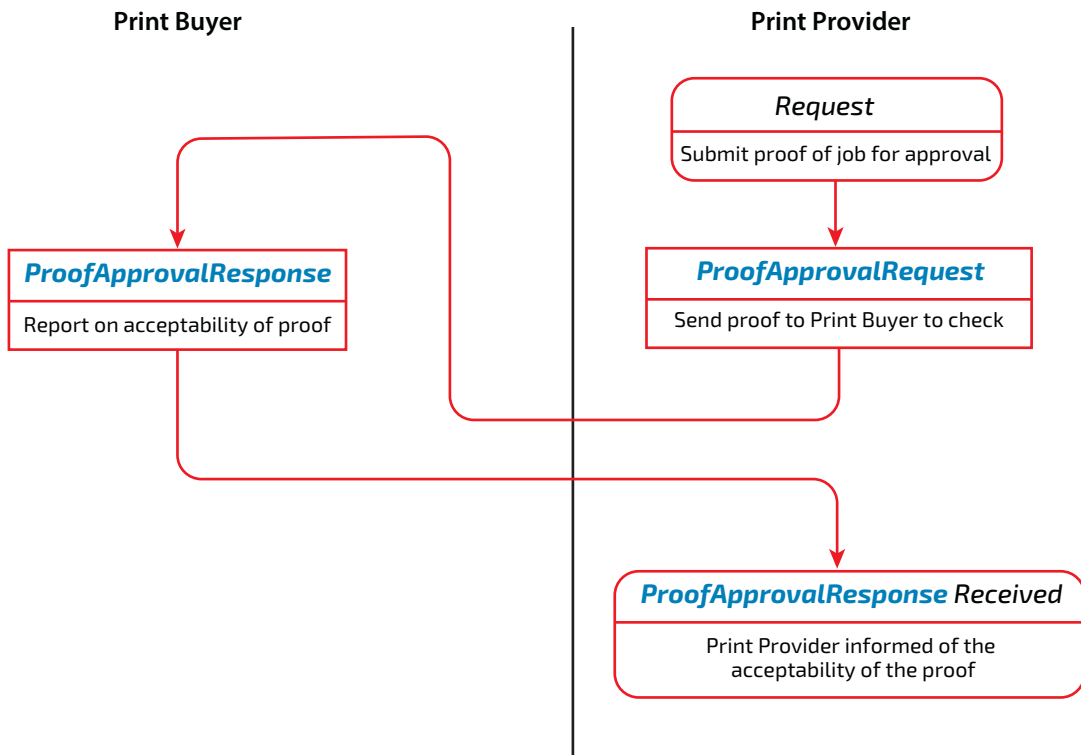 Print Buyer
Print Provider
Request
Submit proof of job for approval
ProofApprovalResponse
Report on acceptability of proof
ProofApprovalRequest
Send proof to Print Buyer to check
ProofApprovalResponse Received
Print Provider informed of the
acceptability of the proof